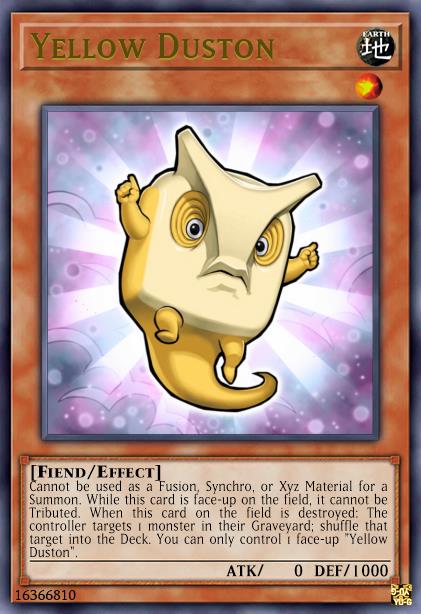 Yellow Duston
EARTH
地
[Fiend/Effect]
Cannot be used as a Fusion, Synchro, or Xyz Material for a
Summon. While this card is face-up on the field, it cannot be
Tributed. When this card on the field is destroyed: The
controller targets 1 monster in their Graveyard; shuffle that
target into the Deck. You can only control 1 face-up "Yellow
Duston".
ATK/ 0 DEF/1000
16366810